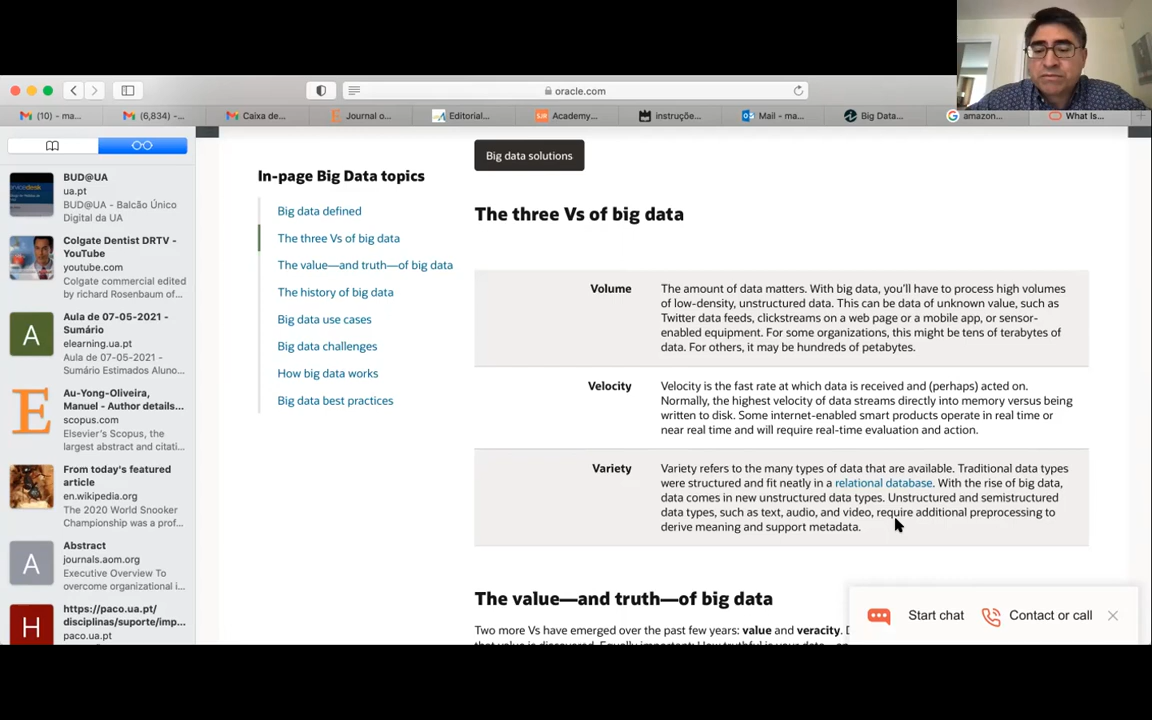 oracle.com
(10) - ma...
(6,834) -...
Caixa de...
Journal o...
Editorial...
Academy...
instruçõe...
Mail - ma...
Big Data...
amazon...
What Is...
BUD@UA
ua.pt
BUD@UA - Balcão Único
Digital da UA
Colgate Dentist DRTV -
YouTube
youtube.com
Colgate commercial edited
by richard Rosenbaum of...
A
Aula de 07-05-2021 -
Sumário
elearning.ua.pt
Aula de 07-05-2021 -
Sumário Estimados Aluno...
E
Au-Yong-Oliveira,
Manuel - Author details...
scopus.com
Elsevier's Scopus, the
largest abstract and citati...
From today's featured
article
en.wikipedia.org
The 2020 World Snooker
Championship was a prof...
A
Abstract
journals.aom.org
Executive Overview To
overcome organizational i...
H
https://paco.ua.pt/
disciplinas/suporte/imp...
paco.ua.pt
In-page Big Data topics
Big data defined
The three Vs of big data
The value—and truth—of big data
The history of big data
Big data use cases
Big data challenges
How big data works
Big data best practices
Big data solutions
The three Vs of big data
Volume
The amount of data matters. With big data, you'll have to process high volumes
of low-density, unstructured data. This can be data of unknown value, such as
Twitter data feeds, clickstreams on a web page or a mobile app, or sensor-
enabled equipment. For some organizations, this might be tens of terabytes of
data. For others, it may be hundreds of petabytes.
Velocity
Velocity is the fast rate at which data is received and (perhaps) acted on.
Normally, the highest velocity of data streams directly into memory versus being
written to disk. Some internet-enabled smart products operate in real time or
near real time and will require real-time evaluation and action.
Variety
Variety refers to the many types of data that are available. Traditional data types
were structured and fit neatly in a relational database. With the rise of big data,
data comes in new unstructured data types. Unstructured and semistructured
data types, such as text, audio, and video, require additional preprocessing to
derive meaning and support metadata.
The value—and truth—of big data
Two more Vs have emerged over the past few years: value and veracity.
Start chat
Contact or call